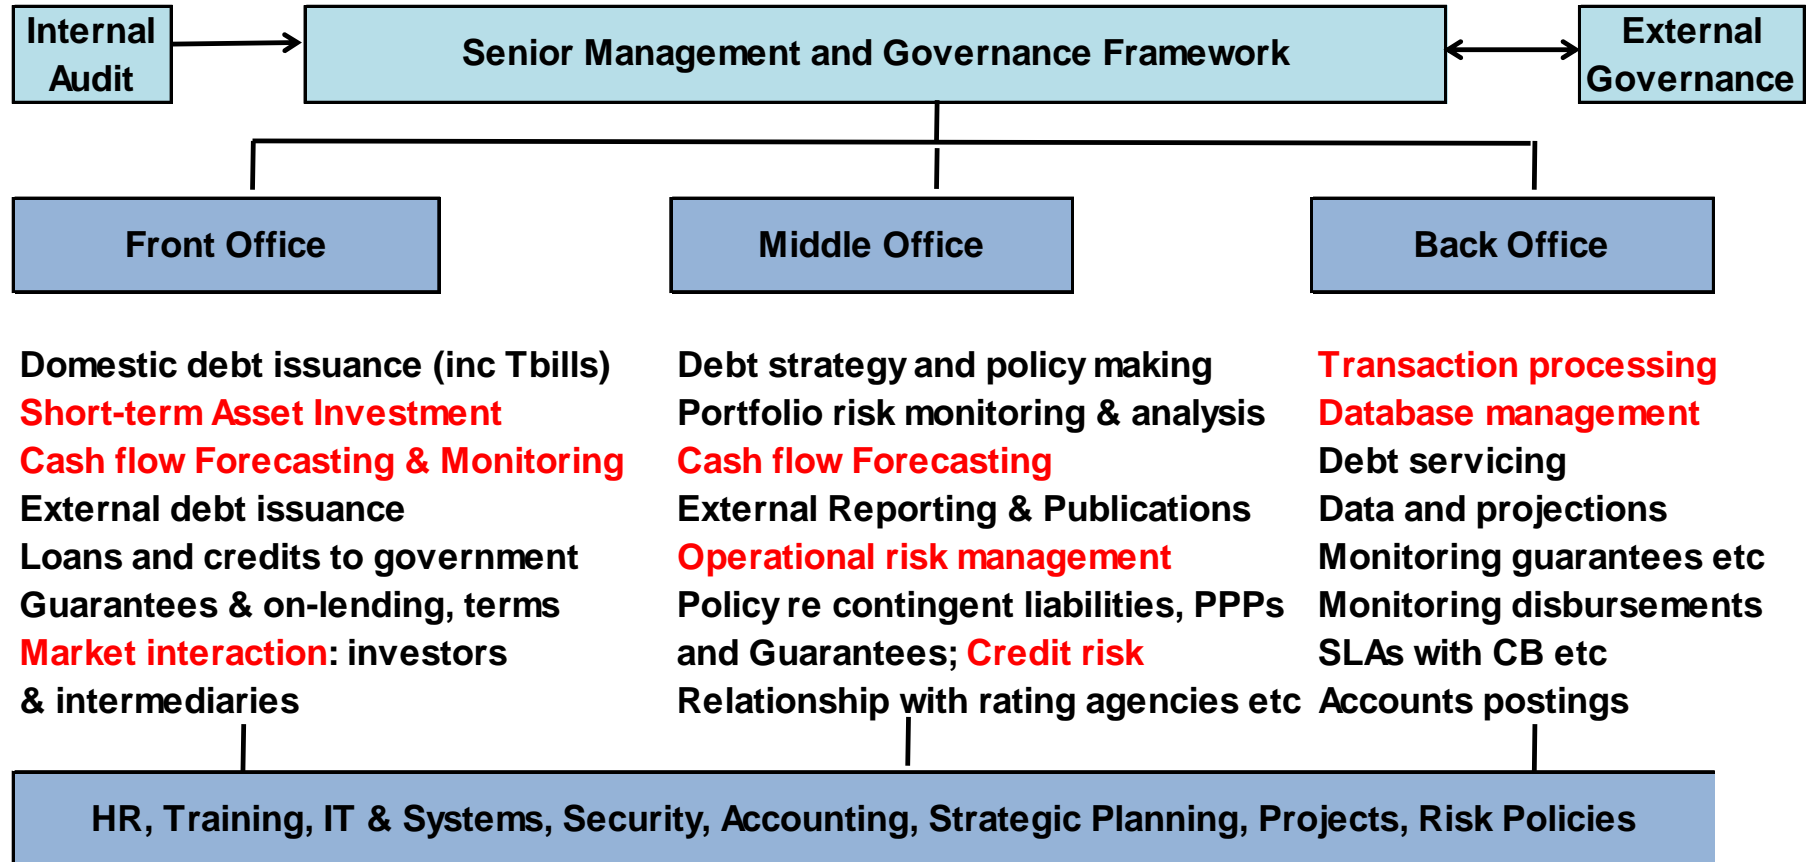 Internal
Audit
Senior Management and Governance Framework
External
Governance
Front Office
Middle Office
Back Office
Domestic debt issuance (inc Tbills)
Short-term Asset Investment
Cash flow Forecasting & Monitoring
External debt issuance
Loans and credits to government
Guarantees & on-lending, terms
Market interaction: investors
& intermediaries
Debt strategy and policy making
Portfolio risk monitoring & analysis
Cash flow Forecasting
External Reporting & Publications
Operational risk management
Policy re contingent liabilities, PPPs
and Guarantees; Credit risk
Relationship with rating agencies etc
Transaction processing
Database management
Debt servicing
Data and projections
Monitoring guarantees etc
Monitoring disbursements
SLAs with CB etc
Accounts postings
HR, Training, IT & Systems, Security, Accounting, Strategic Planning, Projects, Risk Policies